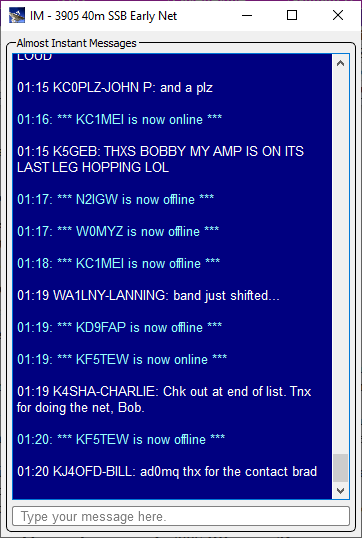 IM - 3905 40m SSB Early Net
Almost Instant Messages
LOUD
01:15 KC0PLZ-JOHN P: and a plz
01:16: *** KC1MEI is now online ***
01:15 K5GEB: THXS BOBBY MY AMP IS ON ITS
LAST LEG HOPPING LOL
01:17: *** N2IGW is now offline ***
01:17: *** W0MYZ is now offline ***
01:18: *** KC1MEI is now offline ***
01:19 WA1LNY-LANNING: band just shifted...
01:19: *** KD9FAP is now offline ***
01:19: *** KF5TEW is now online ***
01:19 K4SHA-CHARLIE: Chk out at end of list. Tnx
for doing the net, Bob.
01:20: *** KF5TEW is now offline ***
01:20 KJ4OFD-BILL: ad0mq thx for the contact brad
Type your message here.